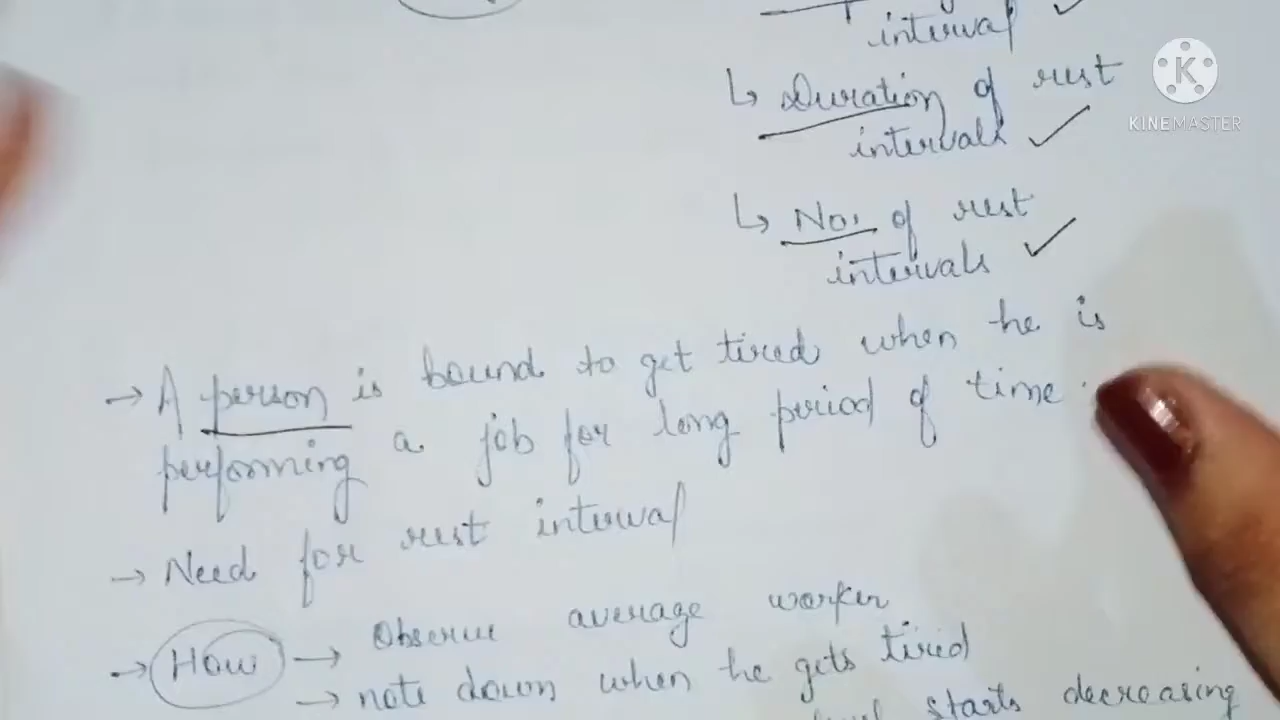 interval
↳ Duration of rest
intervals ✓
↳ No. of rest
intervals ✓
→ A person is bound to get tired when he is
performing a job for long period of time.
→ Need for rest interval
→ How → Observe average worker
→ note down when he gets tired
starts decreasing
KINEMASTER